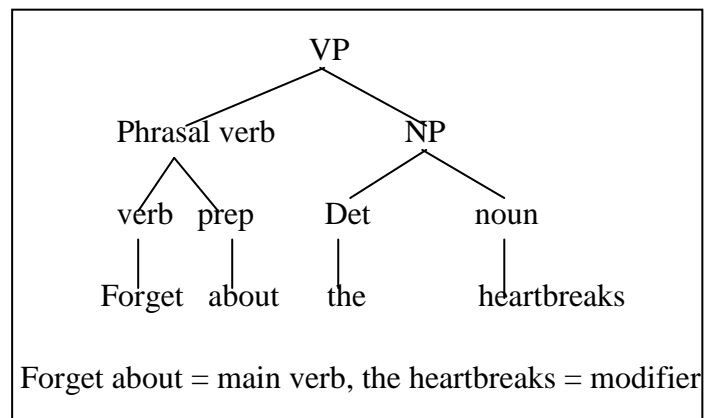 VP
Phrasal verb NP
verb prep Det noun
Forget about the heartbreaks
Forget about = main verb, the heartbreaks = modifier